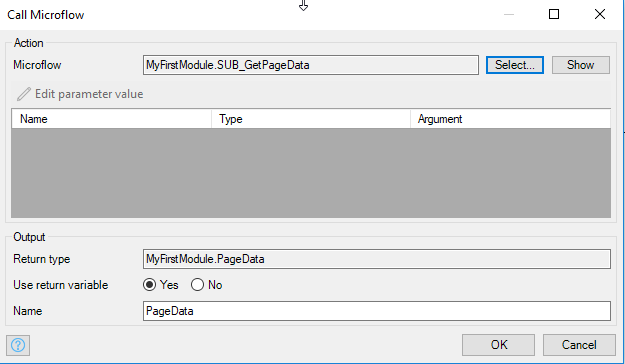 Call Microflow
Action
Microflow MyFirstModule.SUB_GetPageData Select... Show
Edit parameter value
Name Type Argument
Output
Return type MyFirstModule.PageData
Use return variable Yes No
Name PageData
? OK Cancel